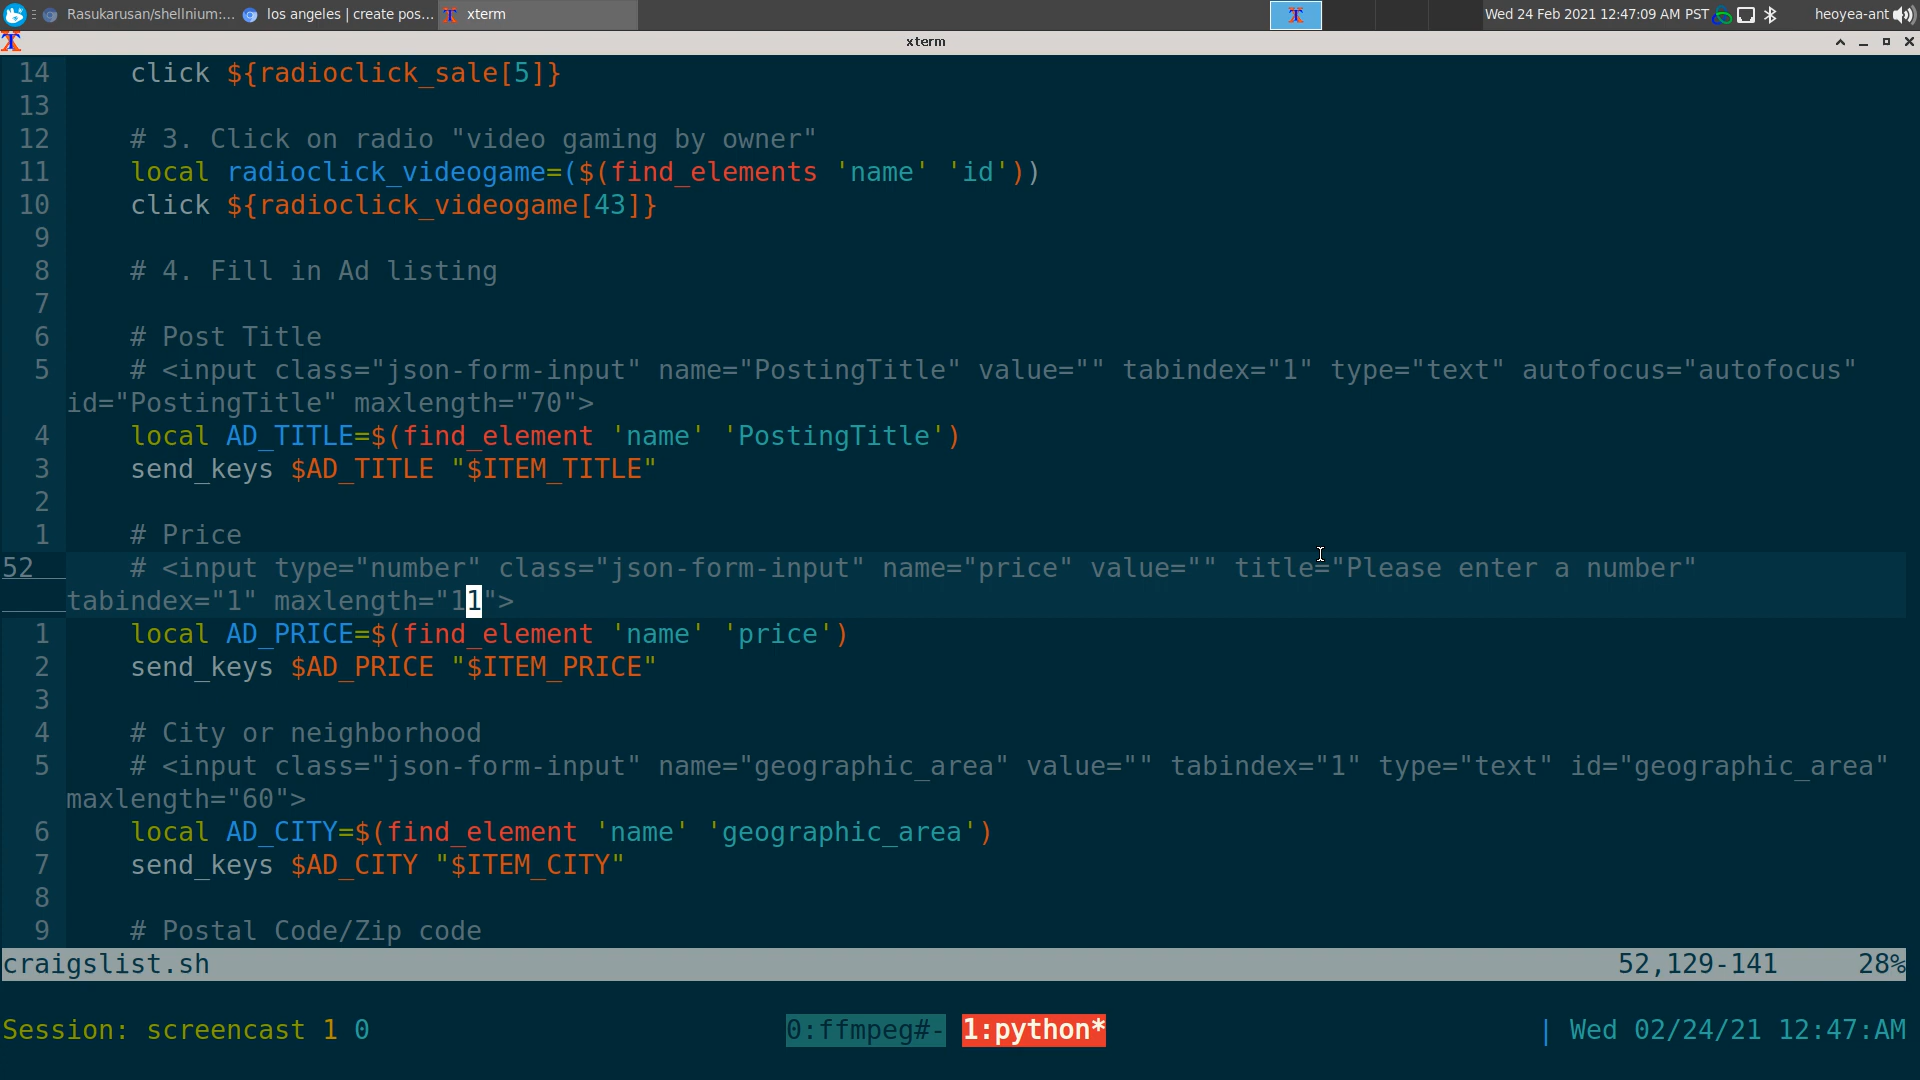 Rasukarusan/shellnium:... los angeles | create pos... xterm Wed 24 Feb 2021 12:47:09 AM PST heoyea-ant
xterm
14 click ${radioclick_sale[5]}
13
12 # 3. Click on radio "video gaming by owner"
11 local radioclick_videogame=($(find_elements 'name' 'id'))
10 click ${radioclick_videogame[43]}
9
8 # 4. Fill in Ad listing
7
6 # Post Title
5 # <input class="json-form-input" name="PostingTitle" value="" tabindex="1" type="text" autofocus="autofocus"
id="PostingTitle" maxlength="70">
4 local AD_TITLE=$(find_element 'name' 'PostingTitle')
3 send_keys $AD_TITLE "$ITEM_TITLE"
2
1 # Price
52 # <input type="number" class="json-form-input" name="price" value="" title="Please enter a number"
tabindex="1" maxlength="11">
1 local AD_PRICE=$(find_element 'name' 'price')
2 send_keys $AD_PRICE "$ITEM_PRICE"
3
4 # City or neighborhood
5 # <input class="json-form-input" name="geographic_area" value="" tabindex="1" type="text" id="geographic_area"
maxlength="60">
6 local AD_CITY=$(find_element 'name' 'geographic_area')
7 send_keys $AD_CITY "$ITEM_CITY"
8
9 # Postal Code/Zip code
craigslist.sh 52,129-141 28%
Session: screencast 1 0 0:ffmpeg#- 1:python* | Wed 02/24/21 12:47:AM